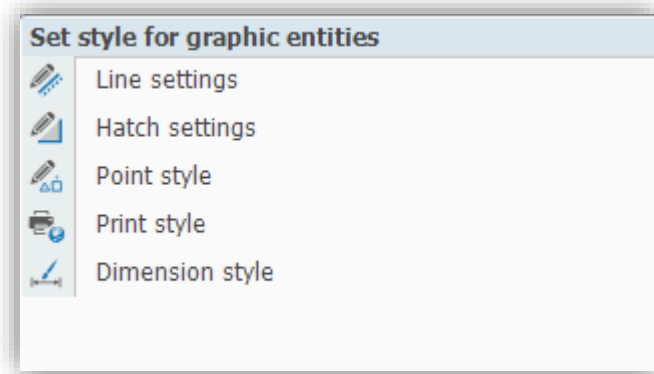 Set style for graphic entities
Line settings
Hatch settings
Point style
Print style
Dimension style